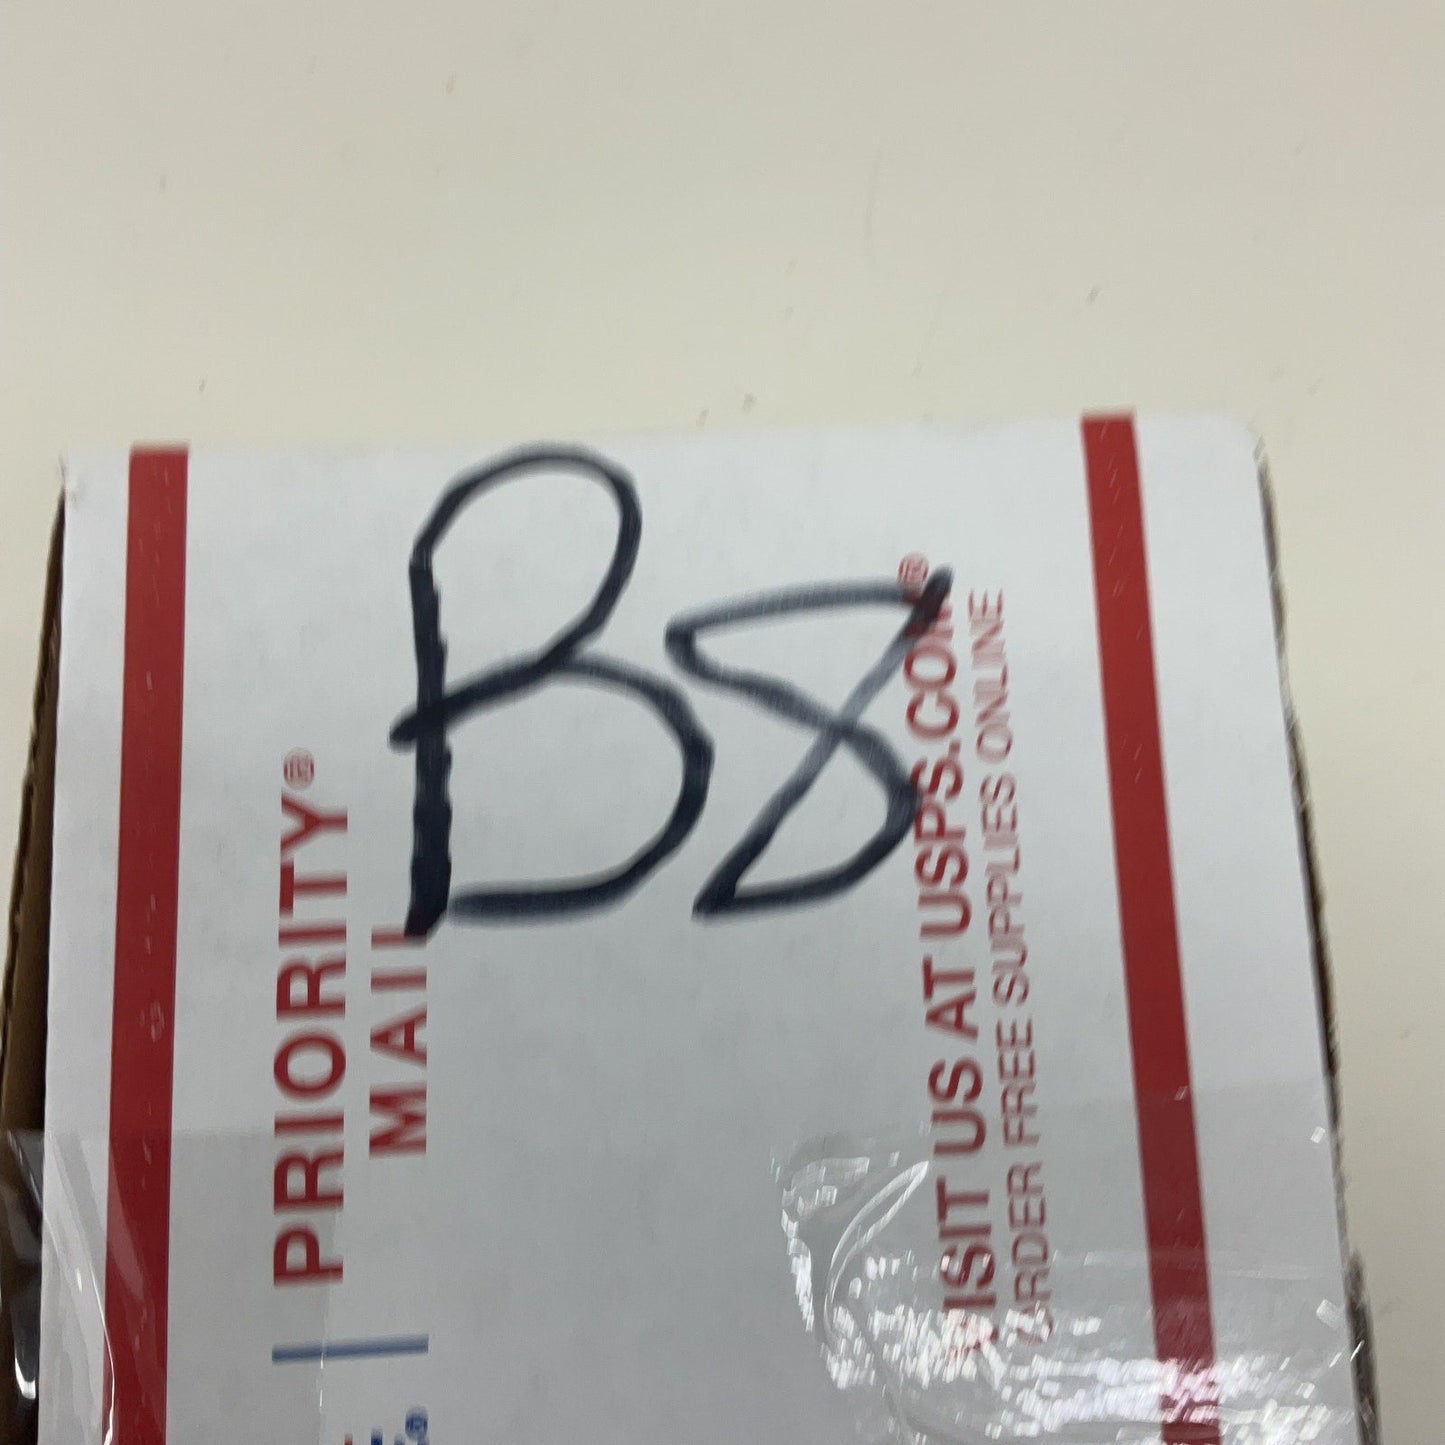 B8
PRIORITY®
MAIL
VISIT US AT USPS.COM®
ORDER FREE SUPPLIES ONLINE